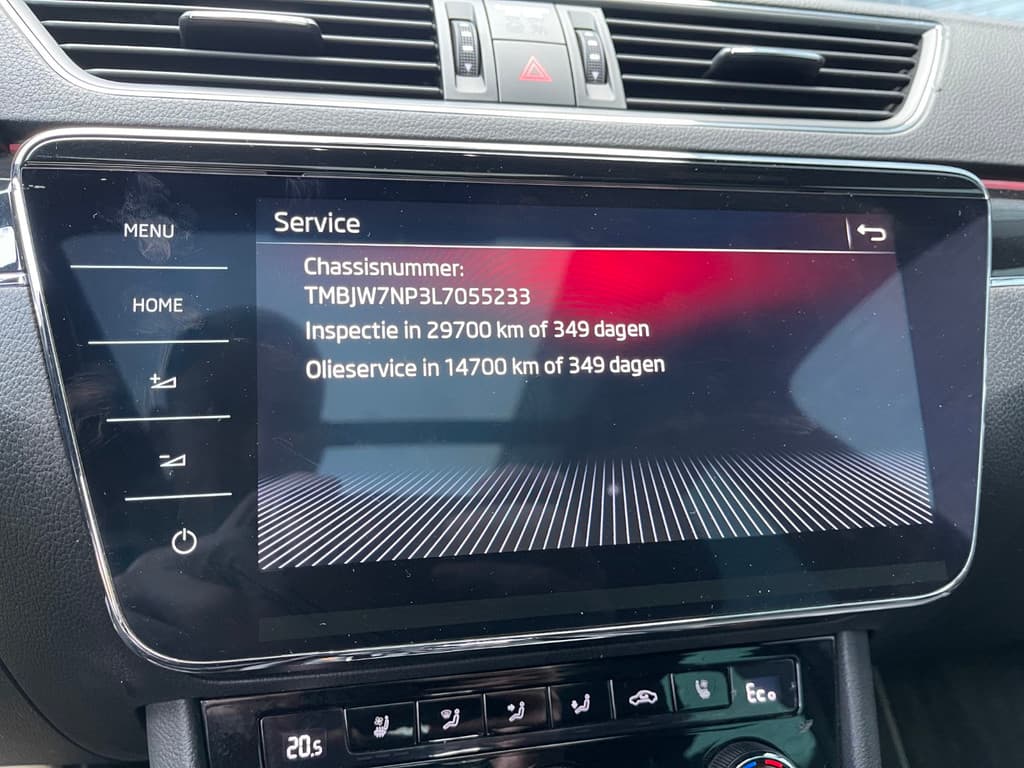 MENU
Service
HOME
Chassisnummer:
TMBJW7NP3L7055233
Inspectie in 29700 km of 349 dagen
Olieservice in 14700 km of 349 dagen
20.5
Eco